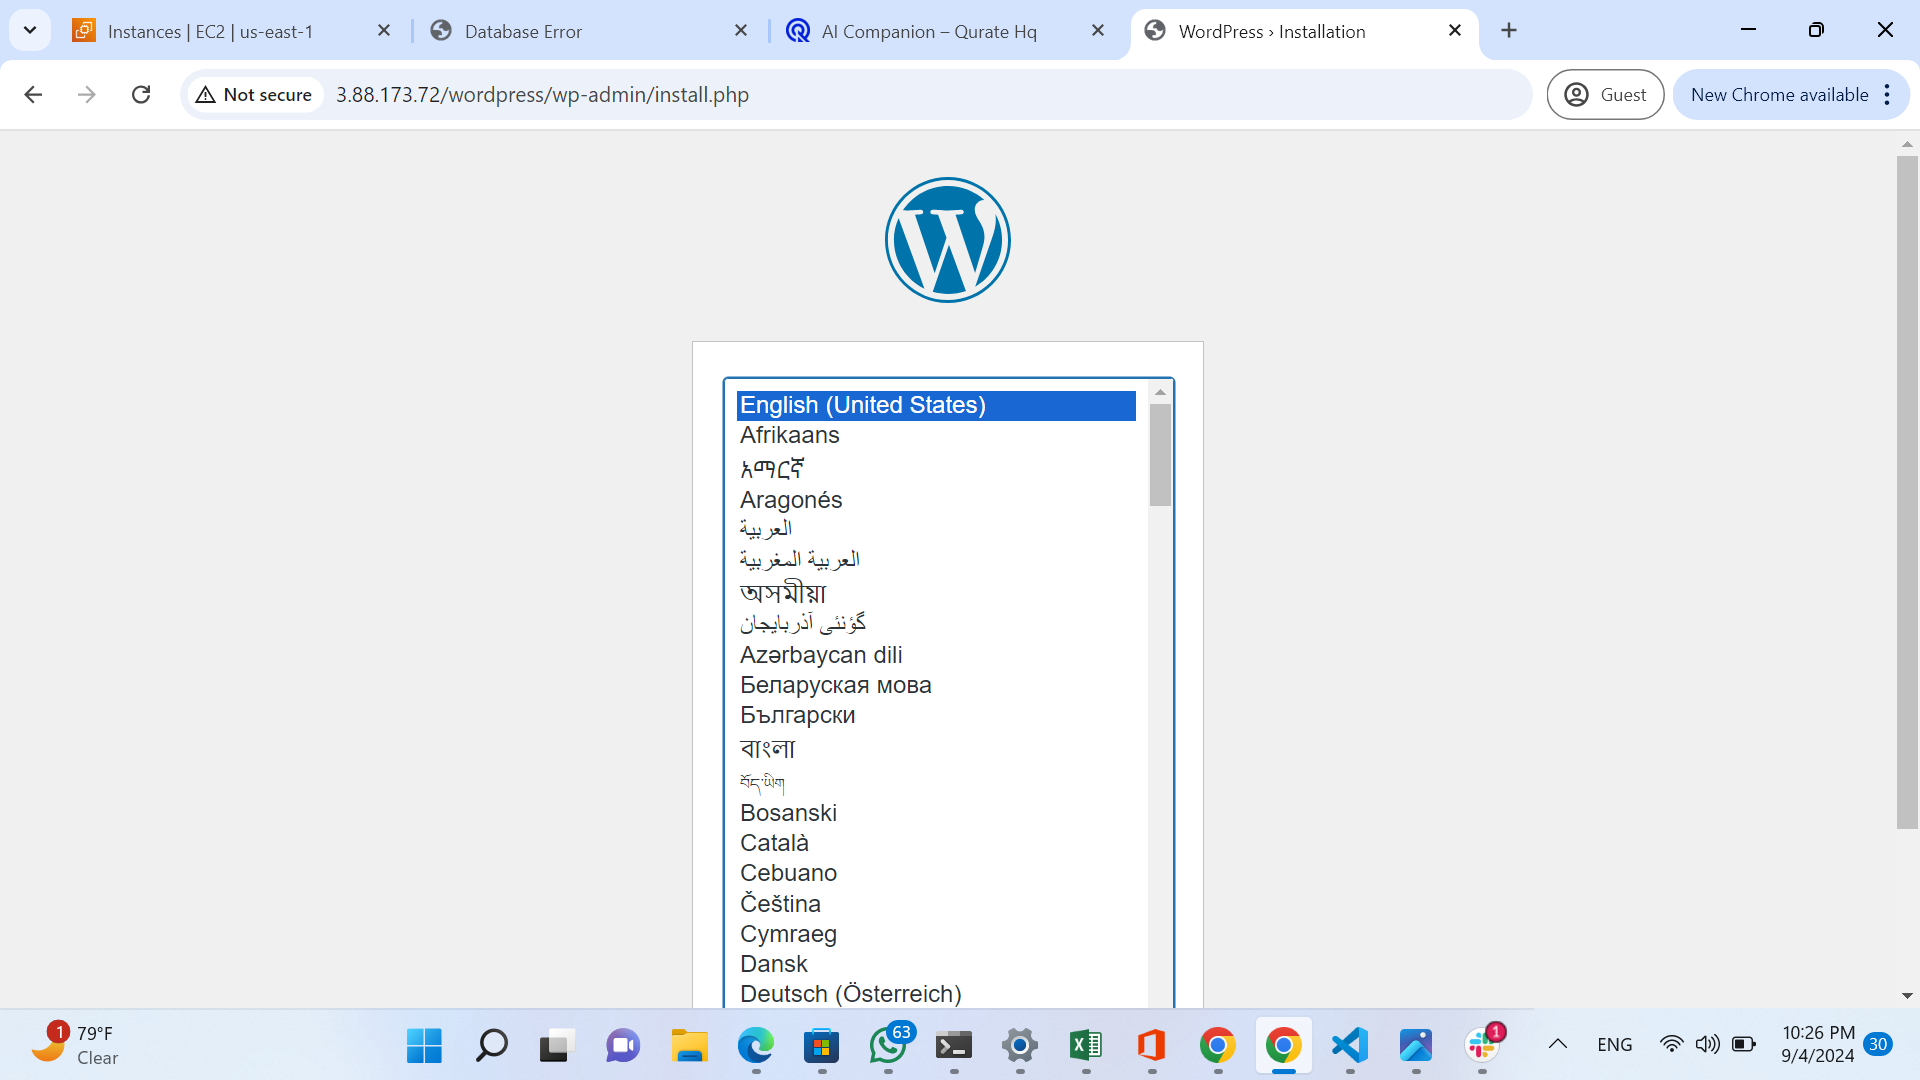 Instances | EC2 | us-east-1
Database Error
AI Companion – Qurate Hq
WordPress › Installation
Not secure
3.88.173.72/wordpress/wp-admin/install.php
Guest
New Chrome available
English (United States)
Afrikaans
አማርኛ
Aragonés
العربية
العربية المغربية
অসমীয়া
گؤنئی آذربایجان
Azərbaycan dili
Беларуская мова
Български
বাংলা
བོད་ཡིག
Bosanski
Català
Cebuano
Čeština
Cymraeg
Dansk
Deutsch (Österreich)
1
79°F
Clear
63
1
ENG
10:26 PM
9/4/2024
30